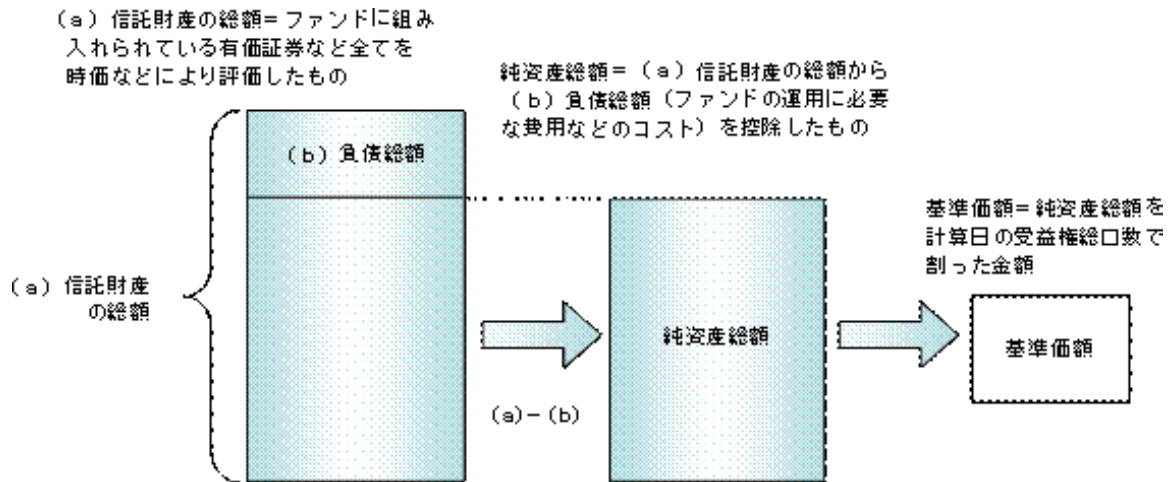 (a)信託財産の総額=ファンドに組み
入れられている有価証券など全てを
時価などにより評価したもの
純資産総額=(a)信託財産の総額から
(b)負債総額(ファンドの運用に必要
な費用などのコスト)を控除したもの
(b)負債総額
基準価額=純資産総額を
計算日の受益権総口数で
割った金額
(a)信託財産
の総額
純資産総額
基準価額
(a)-(b)